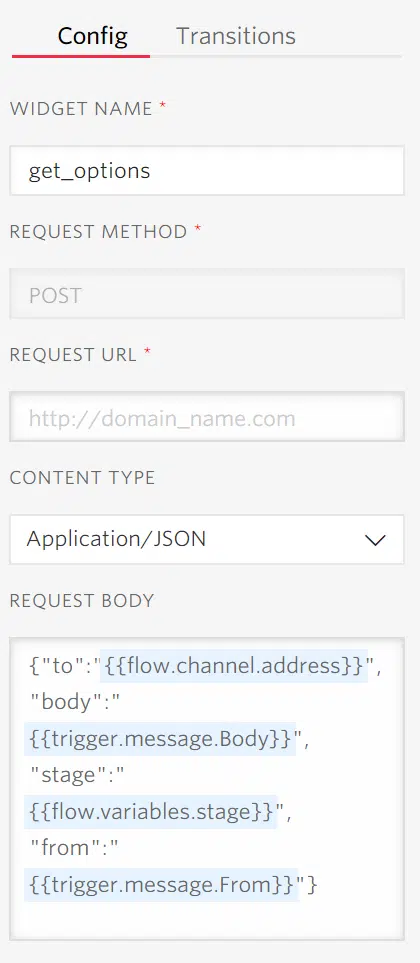 Config Transitions
WIDGET NAME *
get_options
REQUEST METHOD *
POST
REQUEST URL *
http://domain_name.com
CONTENT TYPE
Application/JSON
REQUEST BODY
{"to":"{{flow.channel.address}}",
"body":"
{{trigger.message.Body}}",
"stage":"
{{flow.variables.stage}}",
"from":"
{{trigger.message.From}}"}